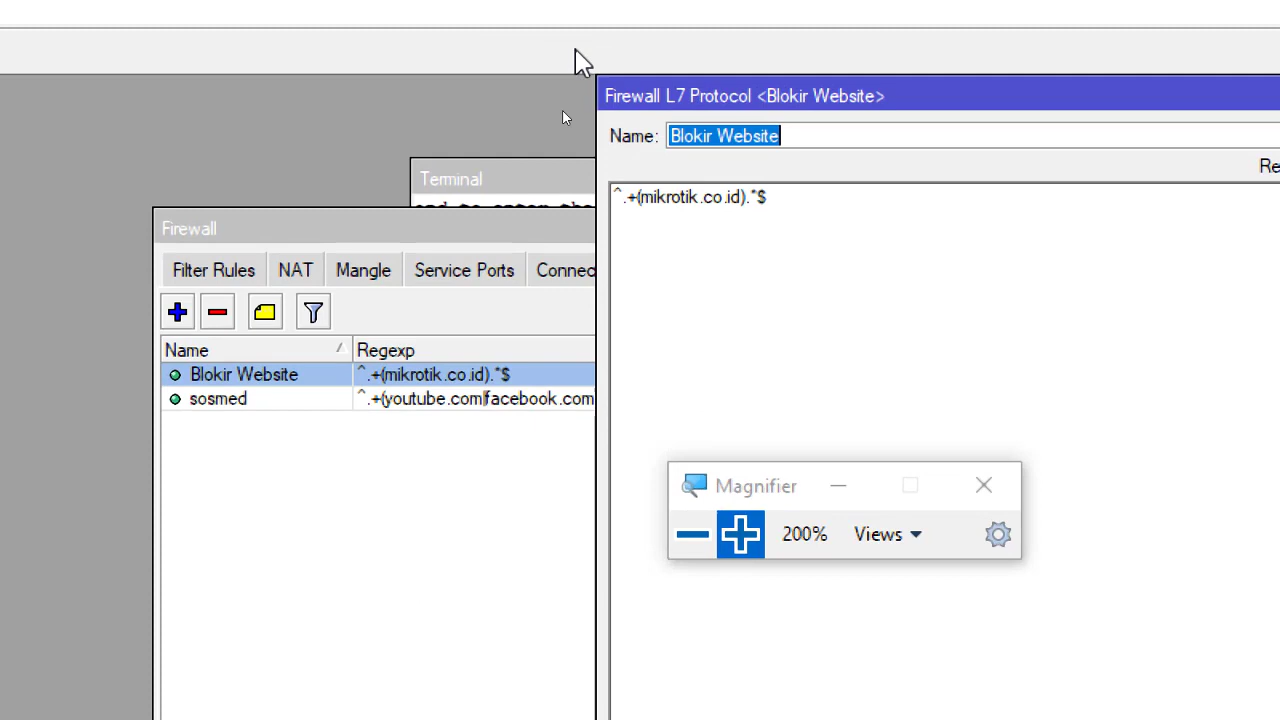 Firewall L7 Protocol <Blokir Website>
Name: Blokir Website
Re
^.+(mikrotik.co.id).*$
Terminal
Firewall
Filter Rules NAT Mangle Service Ports Connec
Name Regexp
Blokir Website ^.+(mikrotik.co.id).*$
sosmed ^.+(youtube.com|facebook.com
Magnifier
200% Views